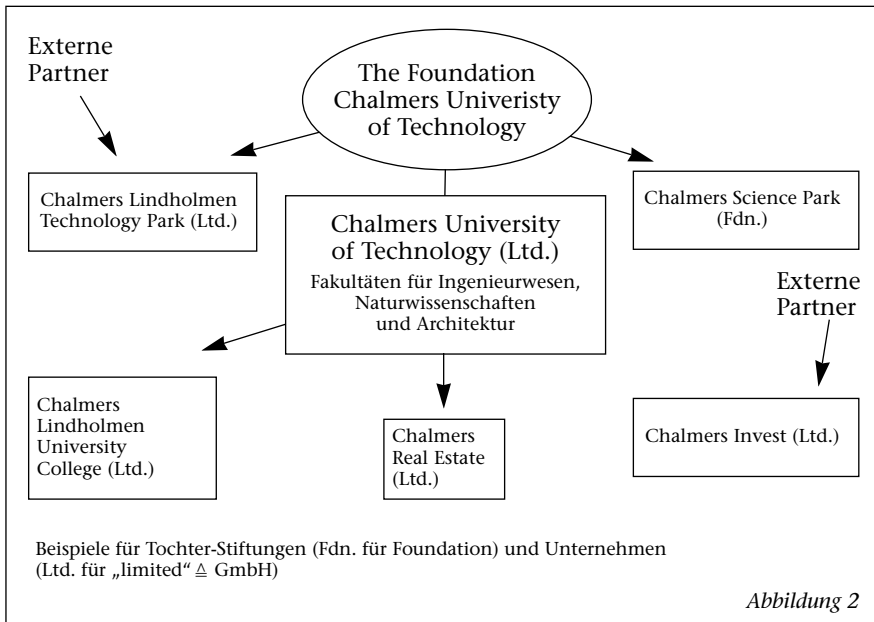 Externe
Partner
The Foundation
Chalmers Univeristy
of Technology
Chalmers Lindholmen
Technology Park (Ltd.)
Chalmers University
of Technology (Ltd.)
Fakultäten für Ingenieurwesen,
Naturwissenschaften
und Architektur
Chalmers Science Park
(Fdn.)
Externe
Partner
Chalmers
Lindholmen
University
College (Ltd.)
Chalmers
Real Estate
(Ltd.)
Chalmers Invest (Ltd.)
Beispiele für Tochter-Stiftungen (Fdn. für Foundation) und Unternehmen
(Ltd. für „limited“ ≙ GmbH)
Abbildung 2